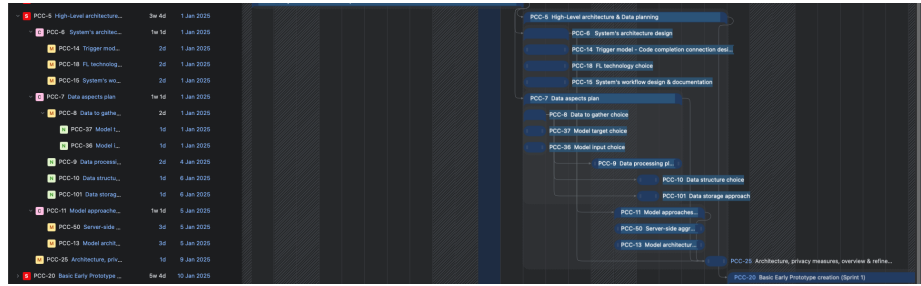 S PCC-5 High-Level architecture... 3w 4d 1 Jan 2025
C PCC-6 System's architec... 1w 1d 1 Jan 2025
M PCC-14 Trigger mod... 2d 1 Jan 2025
M PCC-18 FL technolog... 2d 1 Jan 2025
M PCC-15 System's wo... 2d 1 Jan 2025
C PCC-7 Data aspects plan 1w 1d 1 Jan 2025
M PCC-8 Data to gathe... 2d 1 Jan 2025
N PCC-37 Model t... 1d 1 Jan 2025
N PCC-36 Model i... 1d 1 Jan 2025
N PCC-9 Data processi... 2d 4 Jan 2025
N PCC-10 Data structu... 1d 6 Jan 2025
N PCC-101 Data storag... 1d 6 Jan 2025
C PCC-11 Model approaches... 1w 1d 5 Jan 2025
M PCC-50 Server-side... 3d 5 Jan 2025
M PCC-13 Model archit... 3d 5 Jan 2025
M PCC-25 Architecture, priv... 1d 9 Jan 2025
S PCC-20 Basic Early Prototype ... 5w 4d 10 Jan 2025
PCC-5 High-Level architecture & Data planning
PCC-6 System's architecture design
PCC-14 Trigger model - Code completion connection desi...
PCC-18 FL technology choice
PCC-15 System's workflow design & documentation
PCC-7 Data aspects plan
PCC-8 Data to gather choice
PCC-37 Model target choice
PCC-36 Model input choice
PCC-9 Data processing pl...
PCC-10 Data structure choice
PCC-101 Data storage approach
PCC-11 Model approaches...
PCC-50 Server-side aggr...
PCC-13 Model architectur...
PCC-25 Architecture, privacy measures, overview & refine...
PCC-20 Basic Early Prototype creation (Sprint 1)